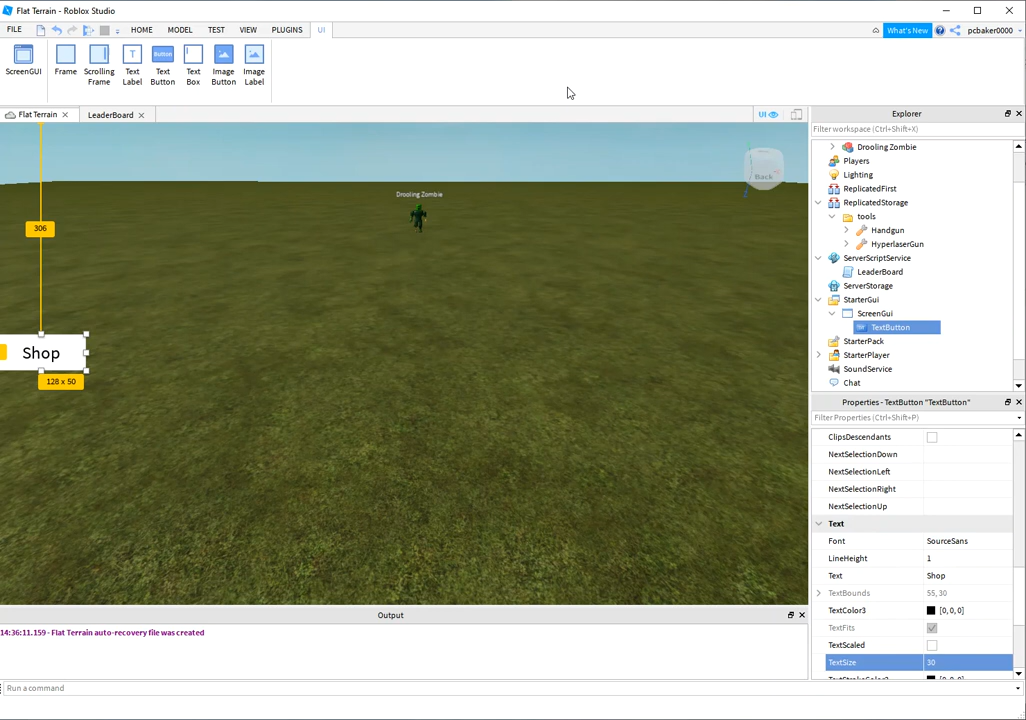 Flat Terrain - Roblox Studio
FILE HOME MODEL TEST VIEW PLUGINS UI What's New ? pcbaker0000
ScreenGUI Frame Scrolling Frame Text Label Text Button Text Box Image Button Image Label
T Button
Flat Terrain LeaderBoard UI
Explorer
Filter workspace (Ctrl+Shift+X)
Drooling Zombie
Players
Lighting
ReplicatedFirst
ReplicatedStorage
tools
Handgun
HyperlaserGun
ServerScriptService
LeaderBoard
ServerStorage
StarterGui
ScreenGui
TextButton
StarterPack
StarterPlayer
SoundService
Chat
Back
Drooling Zombie
306
Shop
128 x 50
Properties - TextButton "TextButton"
Filter Properties (Ctrl+Shift+P)
ClipsDescendants
NextSelectionDown
NextSelectionLeft
NextSelectionRight
NextSelectionUp
Text
Font SourceSans
LineHeight 1
Text Shop
TextBounds 55, 30
TextColor3 [0, 0, 0]
TextFits
TextScaled
TextSize 30
Output
14:36:11.159 - Flat Terrain auto-recovery file was created
Run a command